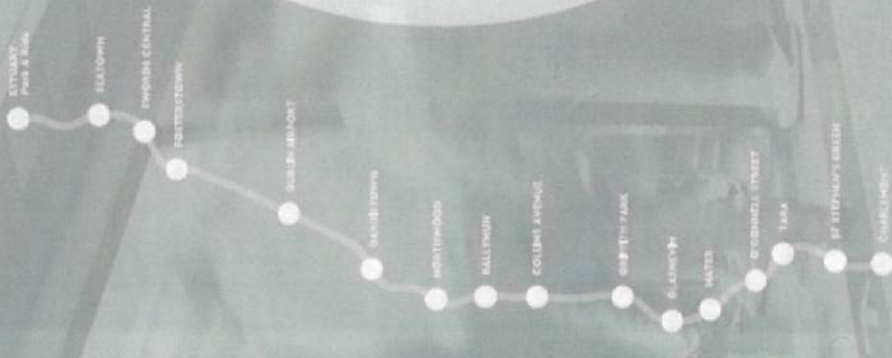 ESTUARY
Park & Ride
SEATOWN
SWORDS CENTRAL
FOSTERSTOWN
DUBLIN AIRPORT
DARDISTOWN
NORTHWOOD
BALLYMUN
COLLINS AVENUE
GRIFFITH PARK
GLASNEVIN
MATER
O'CONNELL STREET
TARA
ST STEPHEN'S GREEN
CHARLEMONT